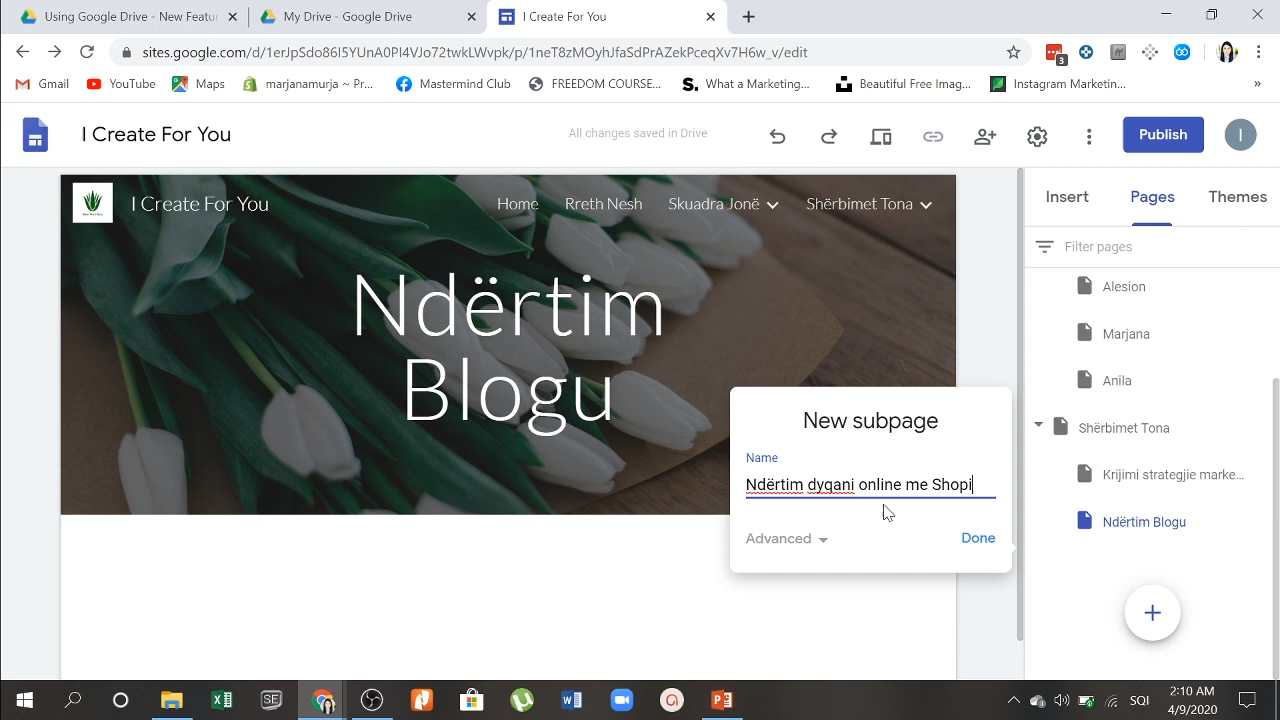 Using Google Drive - New Featur
My Drive - Google Drive
I Create For You
sites.google.com/d/1erJpSdo86I5YUnA0PI4VJo72twkLWvpk/p/1neT8zMOyhJfaSdPrAZekPceqXv7H6w_v/edit
3
Gmail
YouTube
Maps
marjanamurja ~ Pr...
Mastermind Club
FREEDOM COURSE...
What a Marketing...
Beautiful Free Imag...
Instagram Marketin...
»
I Create For You
All changes saved in Drive
Publish
I
I Create For You
Home
Rreth Nesh
Skuadra Jonë
Shërbimet Tona
Ndërtim
Blogu
Insert
Pages
Themes
Filter pages
Alesion
Marjana
Anila
Shërbimet Tona
Krijimi strategjie marke...
Ndërtim Blogu
New subpage
Name
Ndërtim dyqani online me Shopi
Advanced
Done
SQI
2:10 AM
4/9/2020